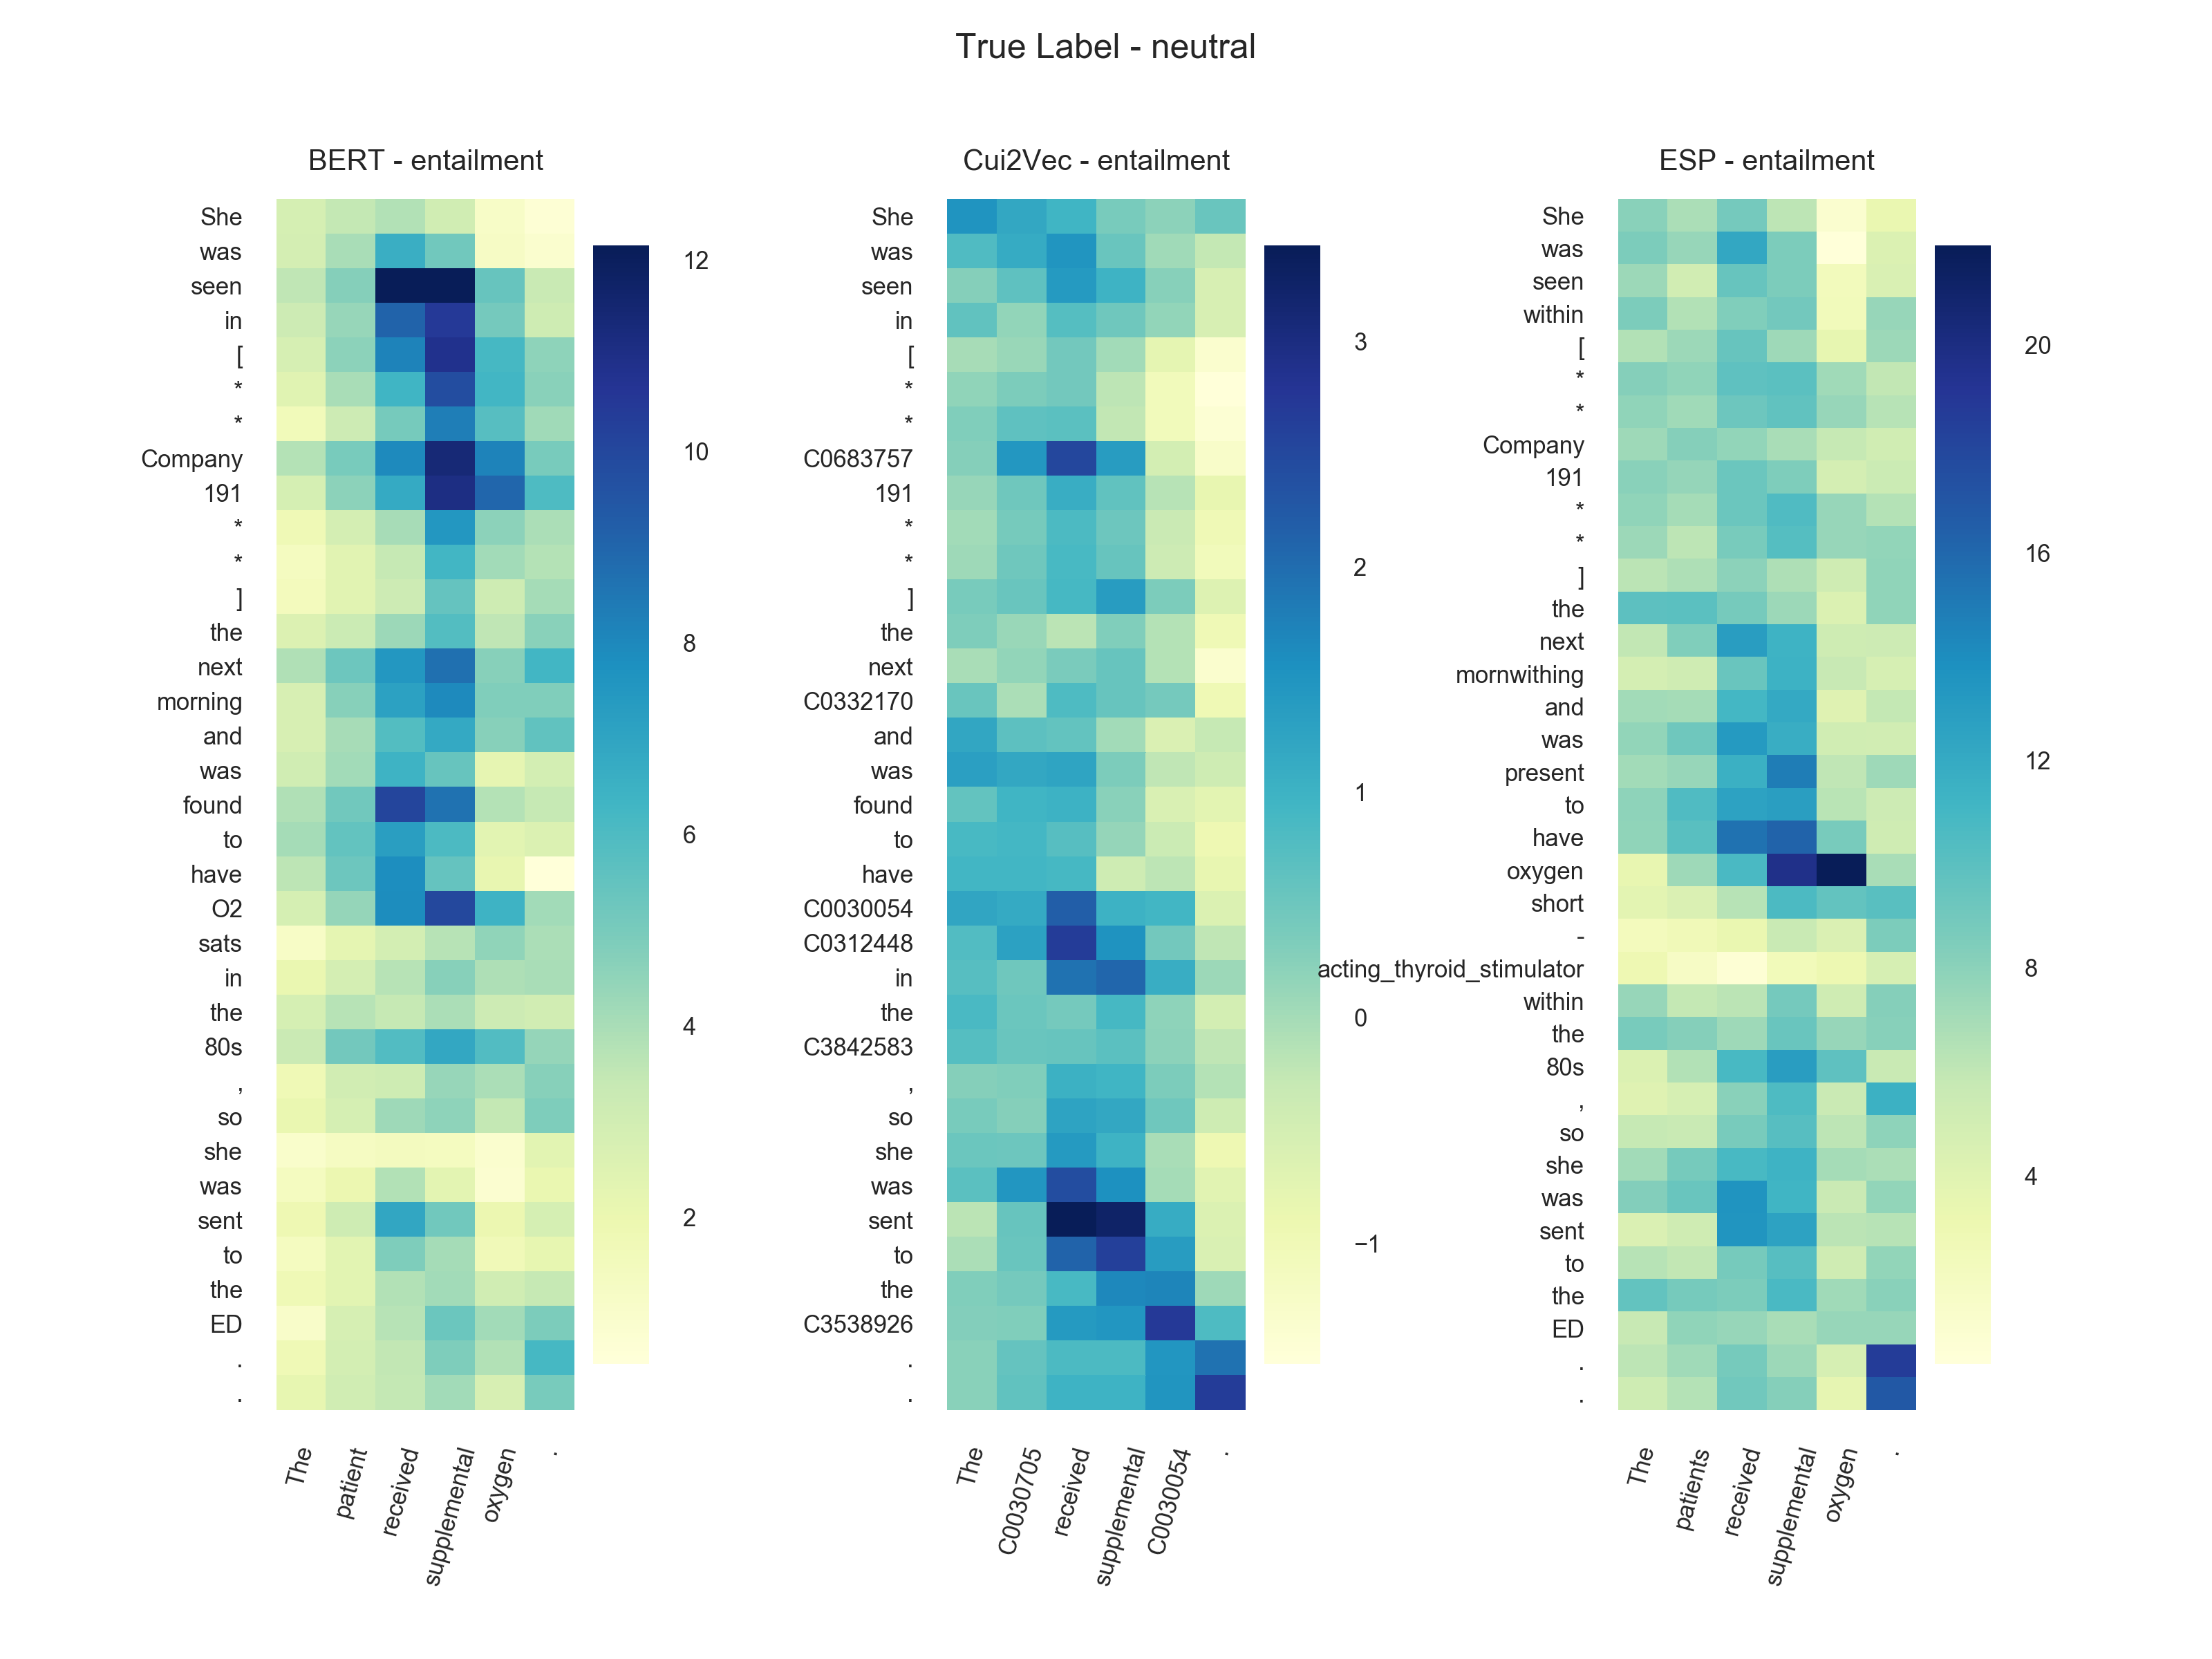 True Label - neutral
BERT - entailment
She
was
seen
in
[
*
*
Company
191
*
*
]
the
next
morning
and
was
found
to
have
O2
sats
in
the
80s
,
so
she
was
sent
to
the
ED
.
.
The
patient
received
supplemental
oxygen
.
12
10
8
6
4
2
Cui2Vec - entailment
She
was
seen
in
[
*
*
C0683757
191
*
*
]
the
next
C0332170
and
was
found
to
have
C0030054
C0312448
in
the
C3842583
,
so
she
was
sent
to
the
C3538926
.
.
The
C0030705
received
supplemental
C0030054
.
3
2
1
0
−1
ESP - entailment
She
was
seen
within
[
*
*
Company
191
*
*
]
the
next
mornwithing
and
was
present
to
have
oxygen
short
-
acting_thyroid_stimulator
within
the
80s
,
so
she
was
sent
to
the
ED
.
.
The
patients
received
supplemental
oxygen
.
20
16
12
8
4